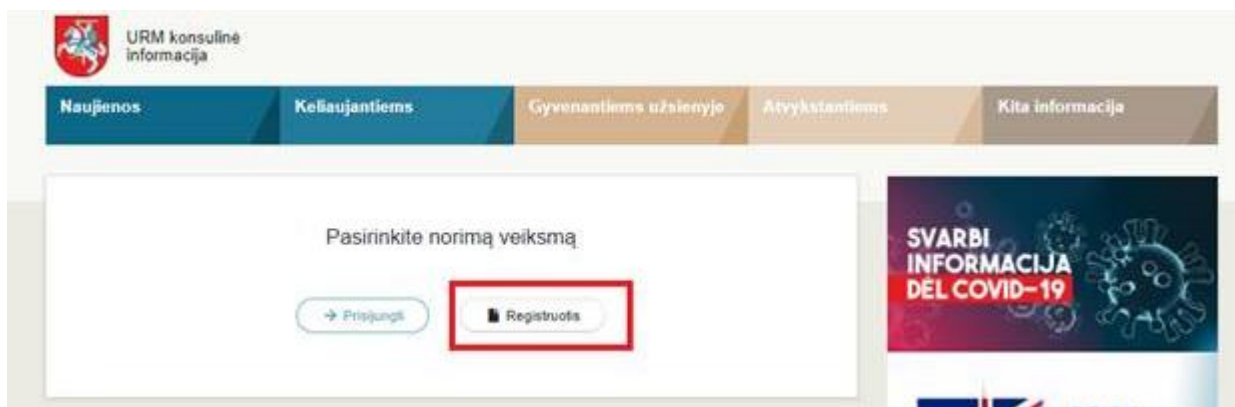 URM konsulinė
informacija
Naujienos
Keliaujantiems
Gyvenantiems užsienyje
Atvykstantiems
Kita informacija
Pasirinkite norimą veiksmą
Prisijungti
Registruotis
SVARBI
INFORMACIJA
DĖL COVID-19